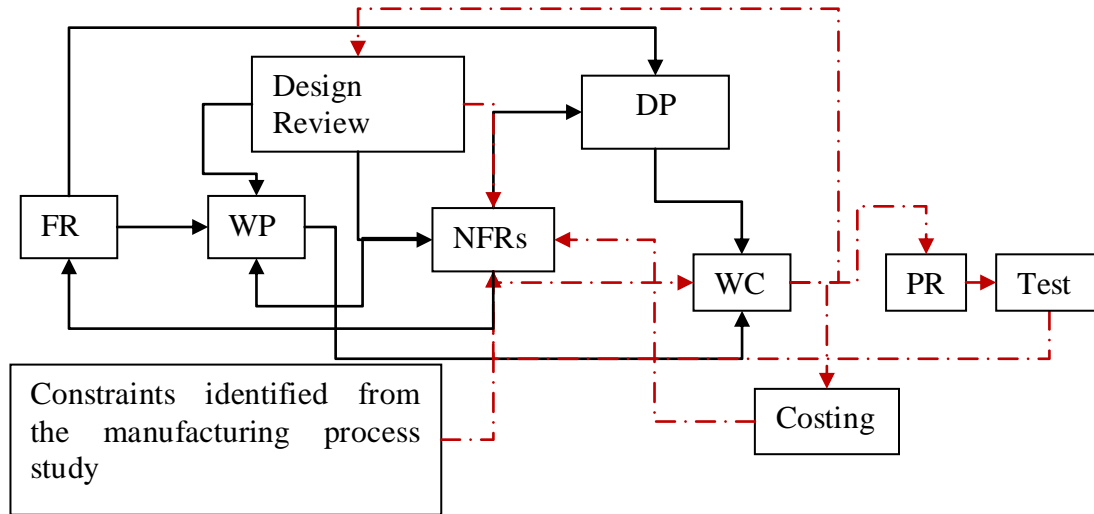 Design
Review
DP
FR
WP
NFRs
WC
PR
Test
Constraints identified from
the manufacturing process
study
Costing